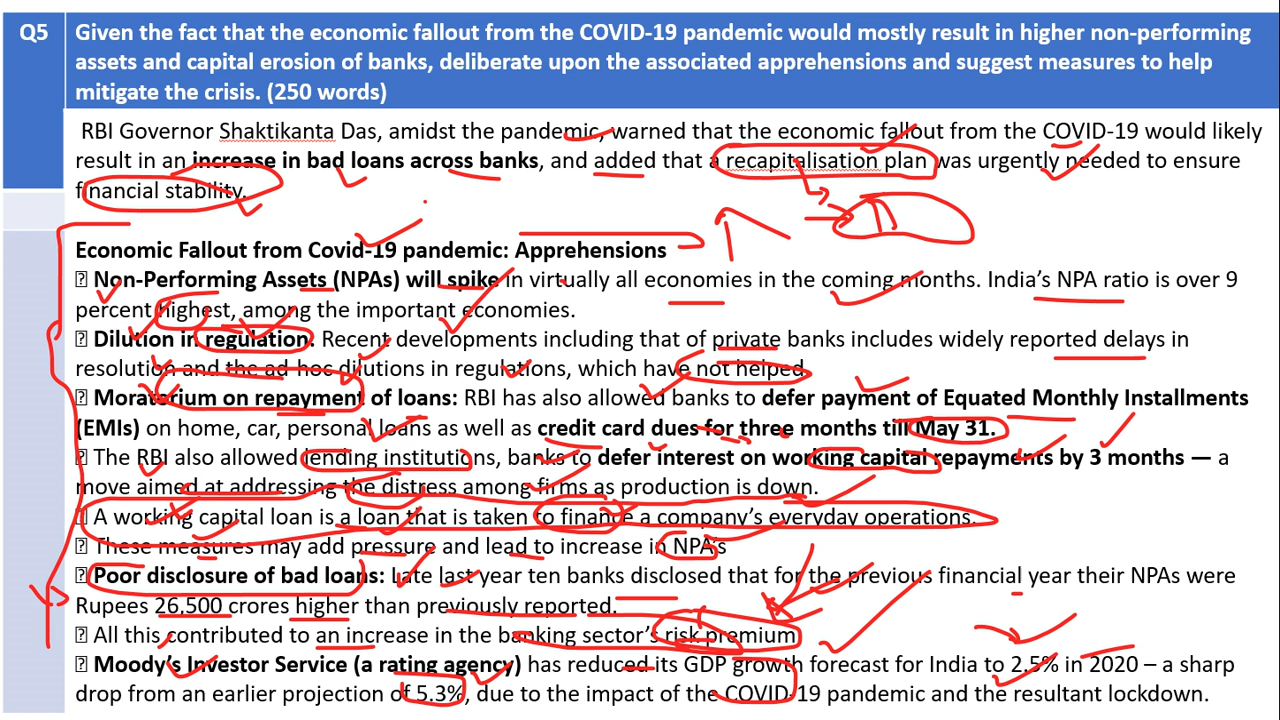 Q5
Given the fact that the economic fallout from the COVID-19 pandemic would mostly result in higher non-performing
assets and capital erosion of banks, deliberate upon the associated apprehensions and suggest measures to help
mitigate the crisis. (250 words)
RBI Governor Shaktikanta Das, amidst the pandemic, warned that the economic fallout from the COVID-19 would likely
result in an increase in bad loans across banks, and added that a recapitalisation plan was urgently needed to ensure
financial stability.
Economic Fallout from Covid-19 pandemic: Apprehensions
Non-Performing Assets (NPAs) will spike in virtually all economies in the coming months. India's NPA ratio is over 9
percent highest, among the important economies.
Dilution in regulation: Recent developments including that of private banks includes widely reported delays in
resolution and the ad hoc dilutions in regulations, which have not helped.
Moratorium on repayment of loans: RBI has also allowed banks to defer payment of Equated Monthly Installments
(EMIs) on home, car, personal loans as well as credit card dues for three months till May 31.
The RBI also allowed lending institutions, banks to defer interest on working capital repayments by 3 months — a
move aimed at addressing the distress among firms as production is down.
A working capital loan is a loan that is taken to finance a company's everyday operations.
These measures may add pressure and lead to increase in NPA's
Poor disclosure of bad loans: Late last year ten banks disclosed that for the previous financial year their NPAs were
Rupees 26,500 crores higher than previously reported.
All this contributed to an increase in the banking sector's risk premium
Moody's Investor Service (a rating agency) has reduced its GDP growth forecast for India to 2.5% in 2020 – a sharp
drop from an earlier projection of 5.3%, due to the impact of the COVID-19 pandemic and the resultant lockdown.